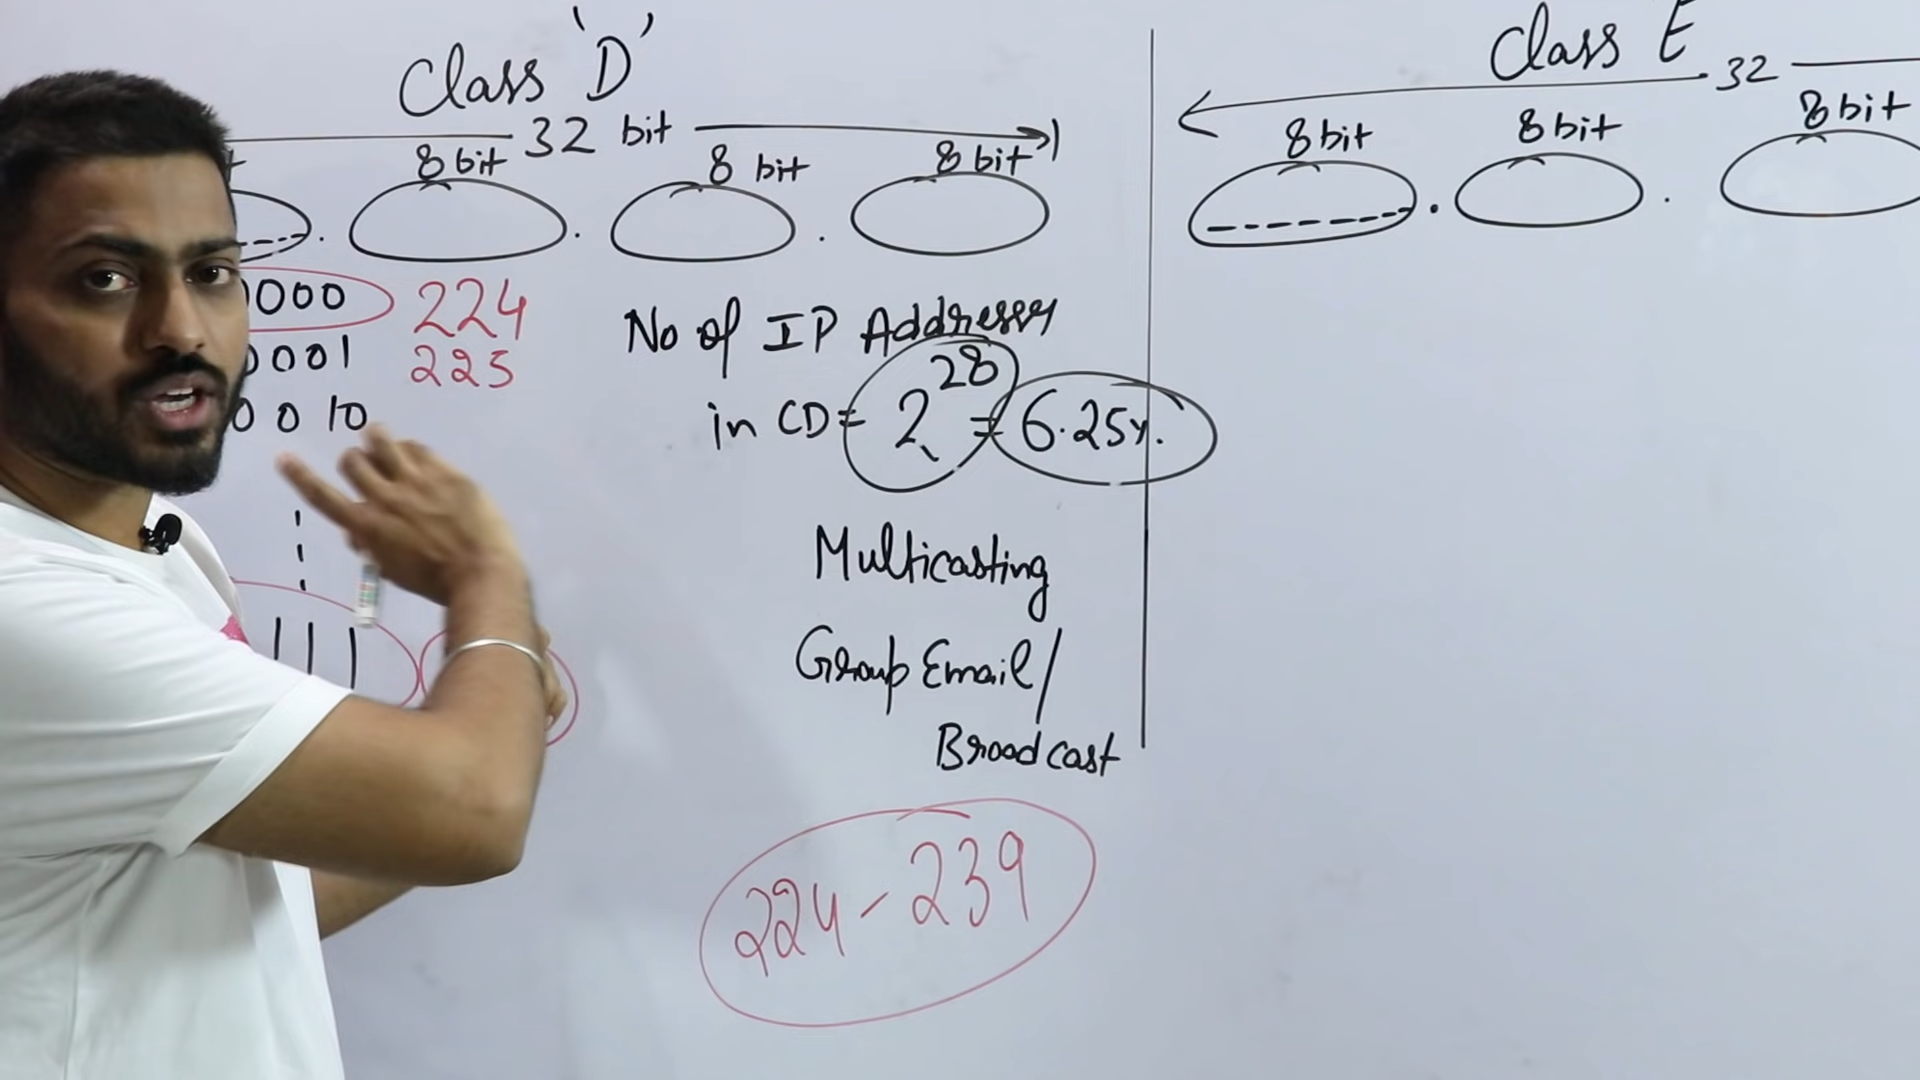 Class 'D'
32 bit
8 bit 8 bit 8 bit
0000 224
0001 225
0 0 10
No of IP Addresses
in CD = 2^28 = 6.25%.
Multicasting
Group Email/
Broadcast
224 - 239
Class E
32
8 bit 8 bit 8 bit